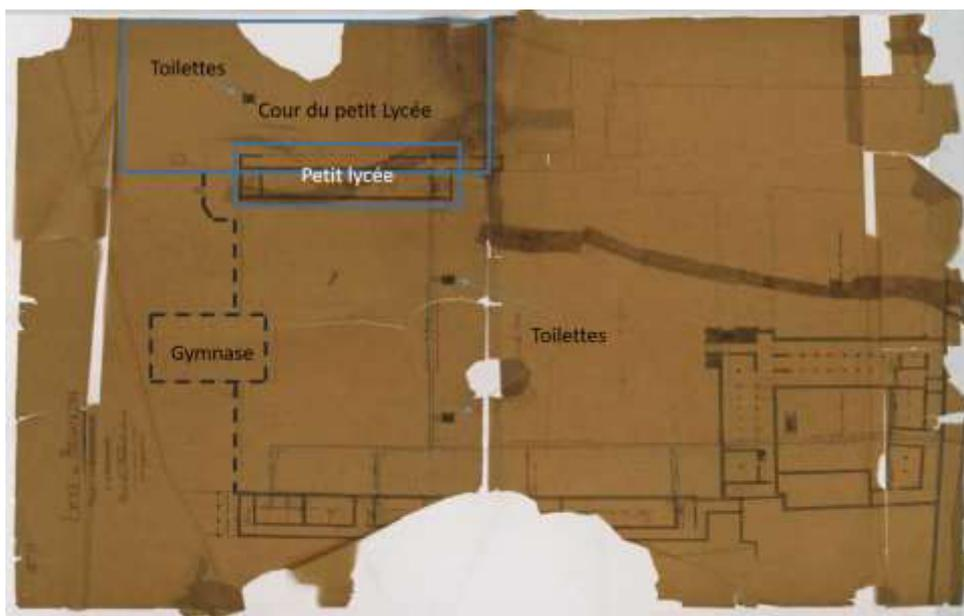 Toilettes
Cour du petit Lycée
Petit lycée
Gymnase
Toilettes